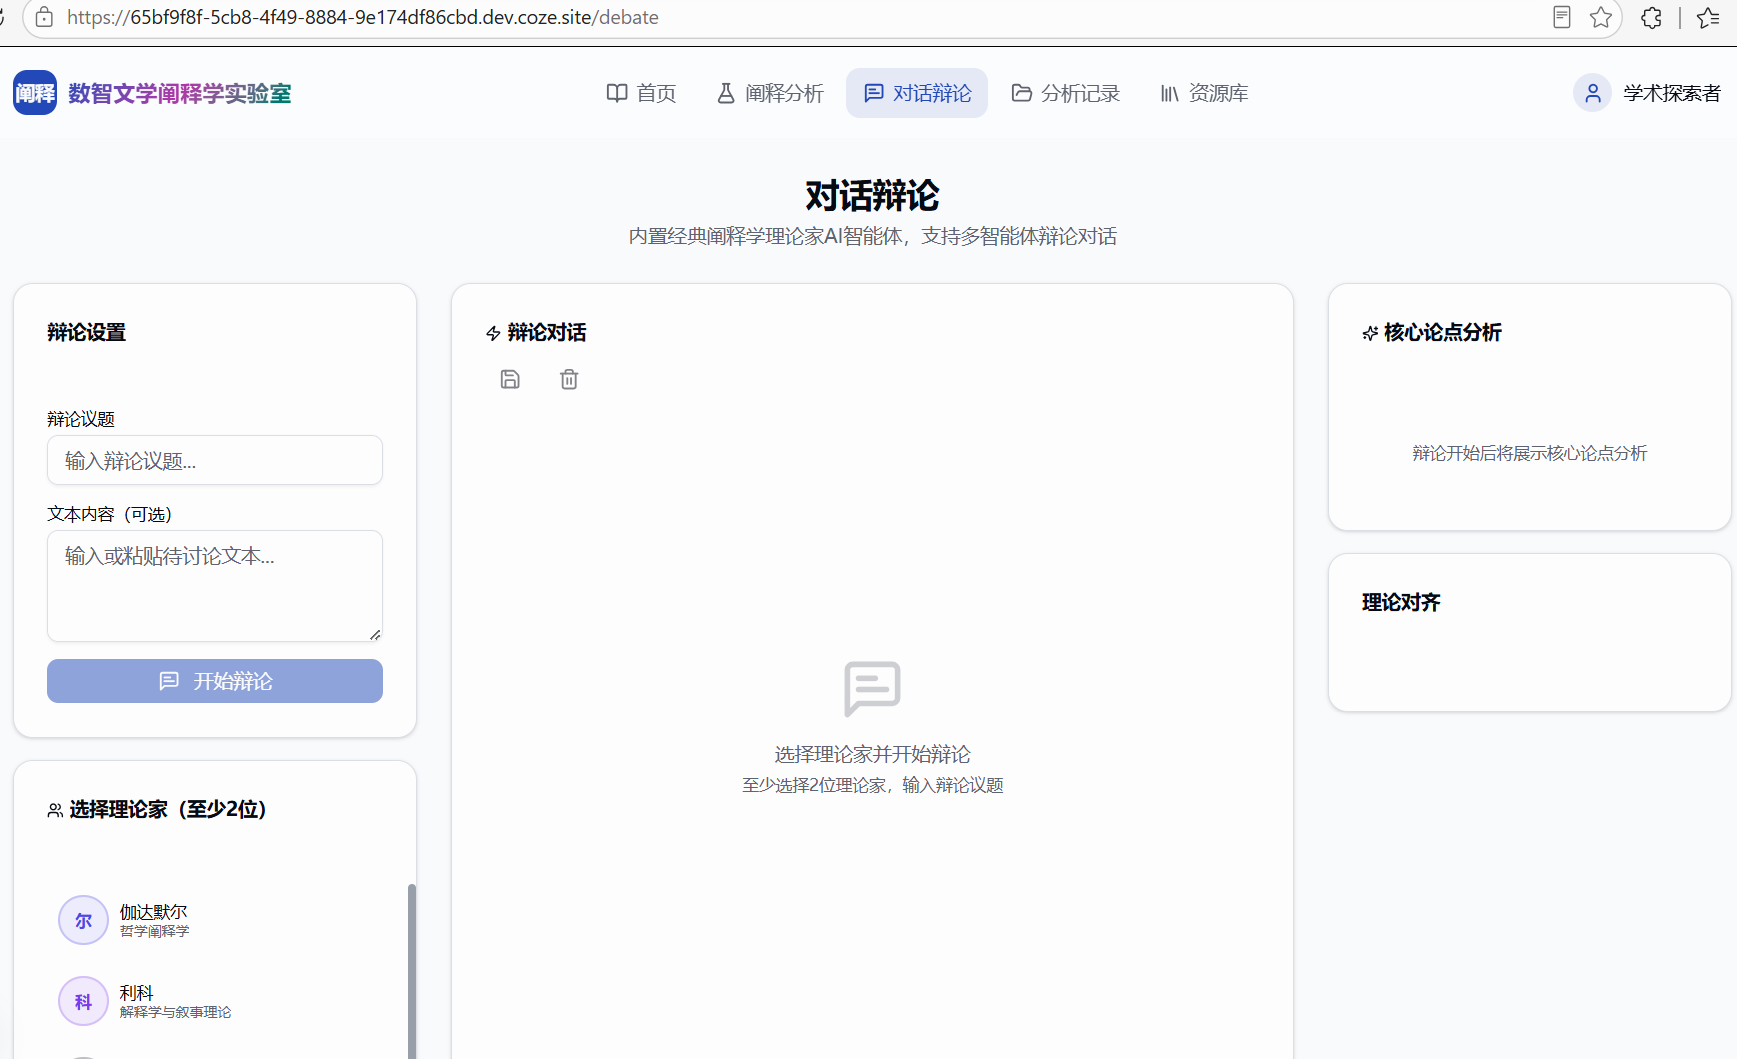 https://65bf9f8f-5cb8-4f49-8884-9e174df86cbd.dev.coze.site/debate
阐释 数智文学阐释学实验室
首页 阐释分析 对话辩论 分析记录 资源库
学术探索者
对话辩论
内置经典阐释学理论家AI智能体，支持多智能体辩论对话
辩论设置
辩论议题
输入辩论议题...
文本内容（可选）
输入或粘贴待讨论文本...
开始辩论
选择理论家（至少2位）
尔
伽达默尔
哲学阐释学
科
利科
解释学与叙事理论
辩论对话
选择理论家并开始辩论
至少选择2位理论家，输入辩论议题
核心论点分析
辩论开始后将展示核心论点分析
理论对齐